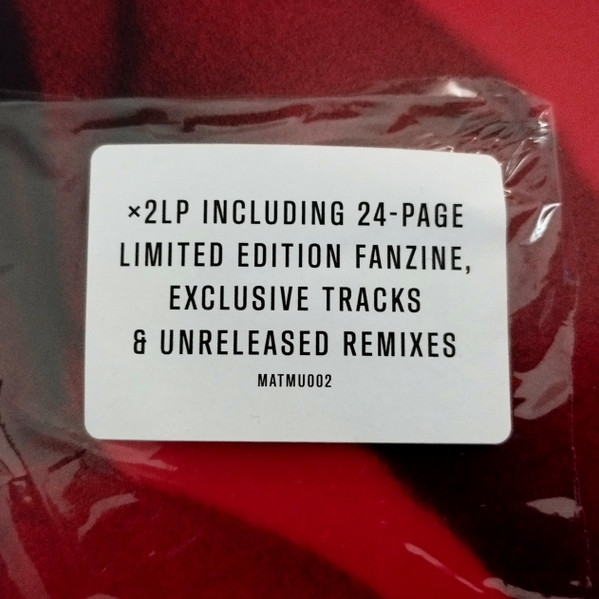 ×2LP INCLUDING 24-PAGE
LIMITED EDITION FANZINE,
EXCLUSIVE TRACKS
& UNRELEASED REMIXES
MATMU002